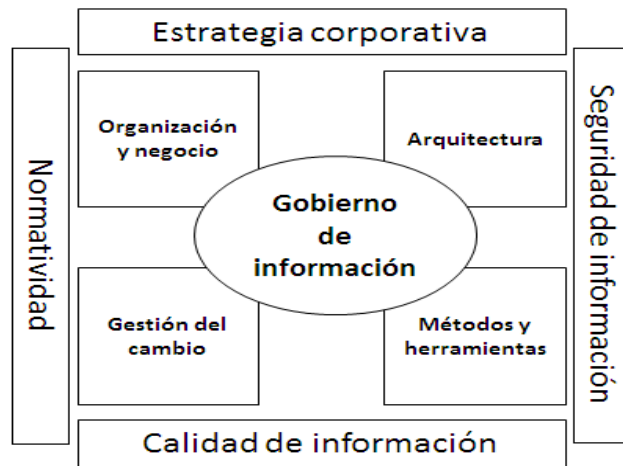 Estrategia corporativa
Normatividad
Organización
y negocio
Arquitectura
Seguridad de información
Gobierno
de
información
Gestión del
cambio
Métodos y
herramientas
Calidad de información